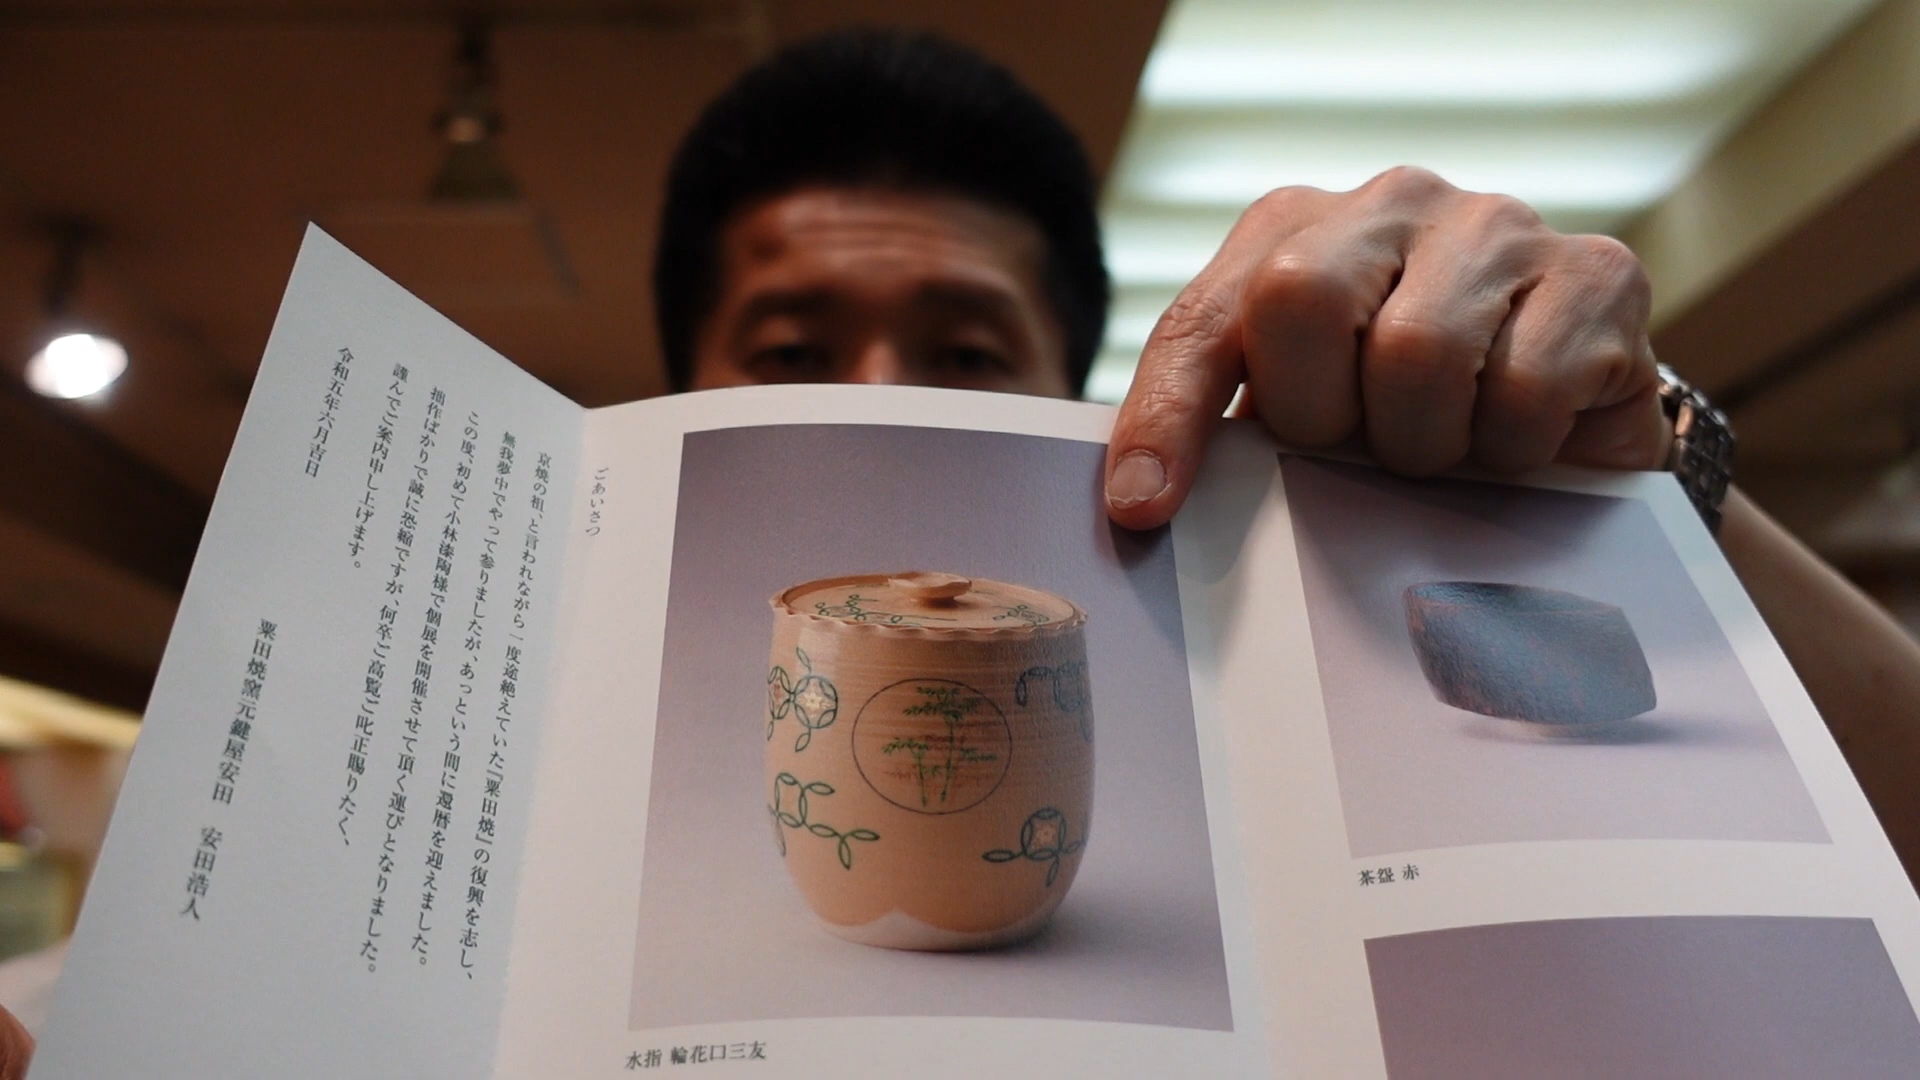 ごあいさつ
京焼の祖、と言われながら一度途絶えていた『粟田焼』の復興を志し、
無我夢中でやって参りましたが、あっという間に還暦を迎えました。
この度、初めて小林漆陶様で個展を開催させて頂く運びとなりました。
拙作ばかりで誠に恐縮ですが、何卒ご高覧ご叱正賜りたく、
謹んでご案内申し上げます。
令和五年六月吉日
粟田焼窯元鍵屋安田 安田浩人
水指 輪花口三友
茶盌 赤